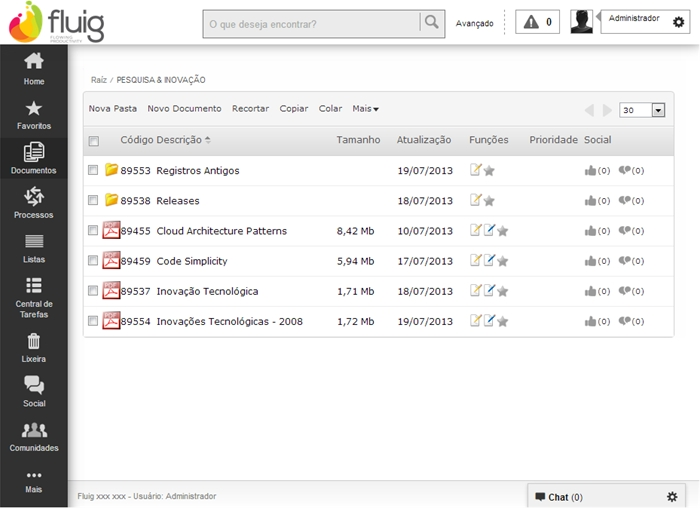 fluig
O que deseja encontrar?
Avançado
0
Administrador
Home
Favoritos
Documentos
Processos
Listas
Central de
Tarefas
Lixeira
Social
Comunidades
Mais
Raíz / PESQUISA & INOVAÇÃO
Nova Pasta Novo Documento Recortar Copiar Colar Mais
30
Código Descrição Tamanho Atualização Funções Prioridade Social
89553 Registros Antigos 19/07/2013 (0) (0)
89538 Releases 18/07/2013 (0) (0)
89455 Cloud Architecture Patterns 8,42 Mb 10/07/2013 (0) (0)
89459 Code Simplicity 5,94 Mb 17/07/2013 (0) (0)
89537 Inovação Tecnológica 1,71 Mb 18/07/2013 (0) (0)
89554 Inovações Tecnológicas - 2008 1,72 Mb 19/07/2013 (0) (0)
Fluig xxx xxx - Usuário: Administrador
Chat (0)